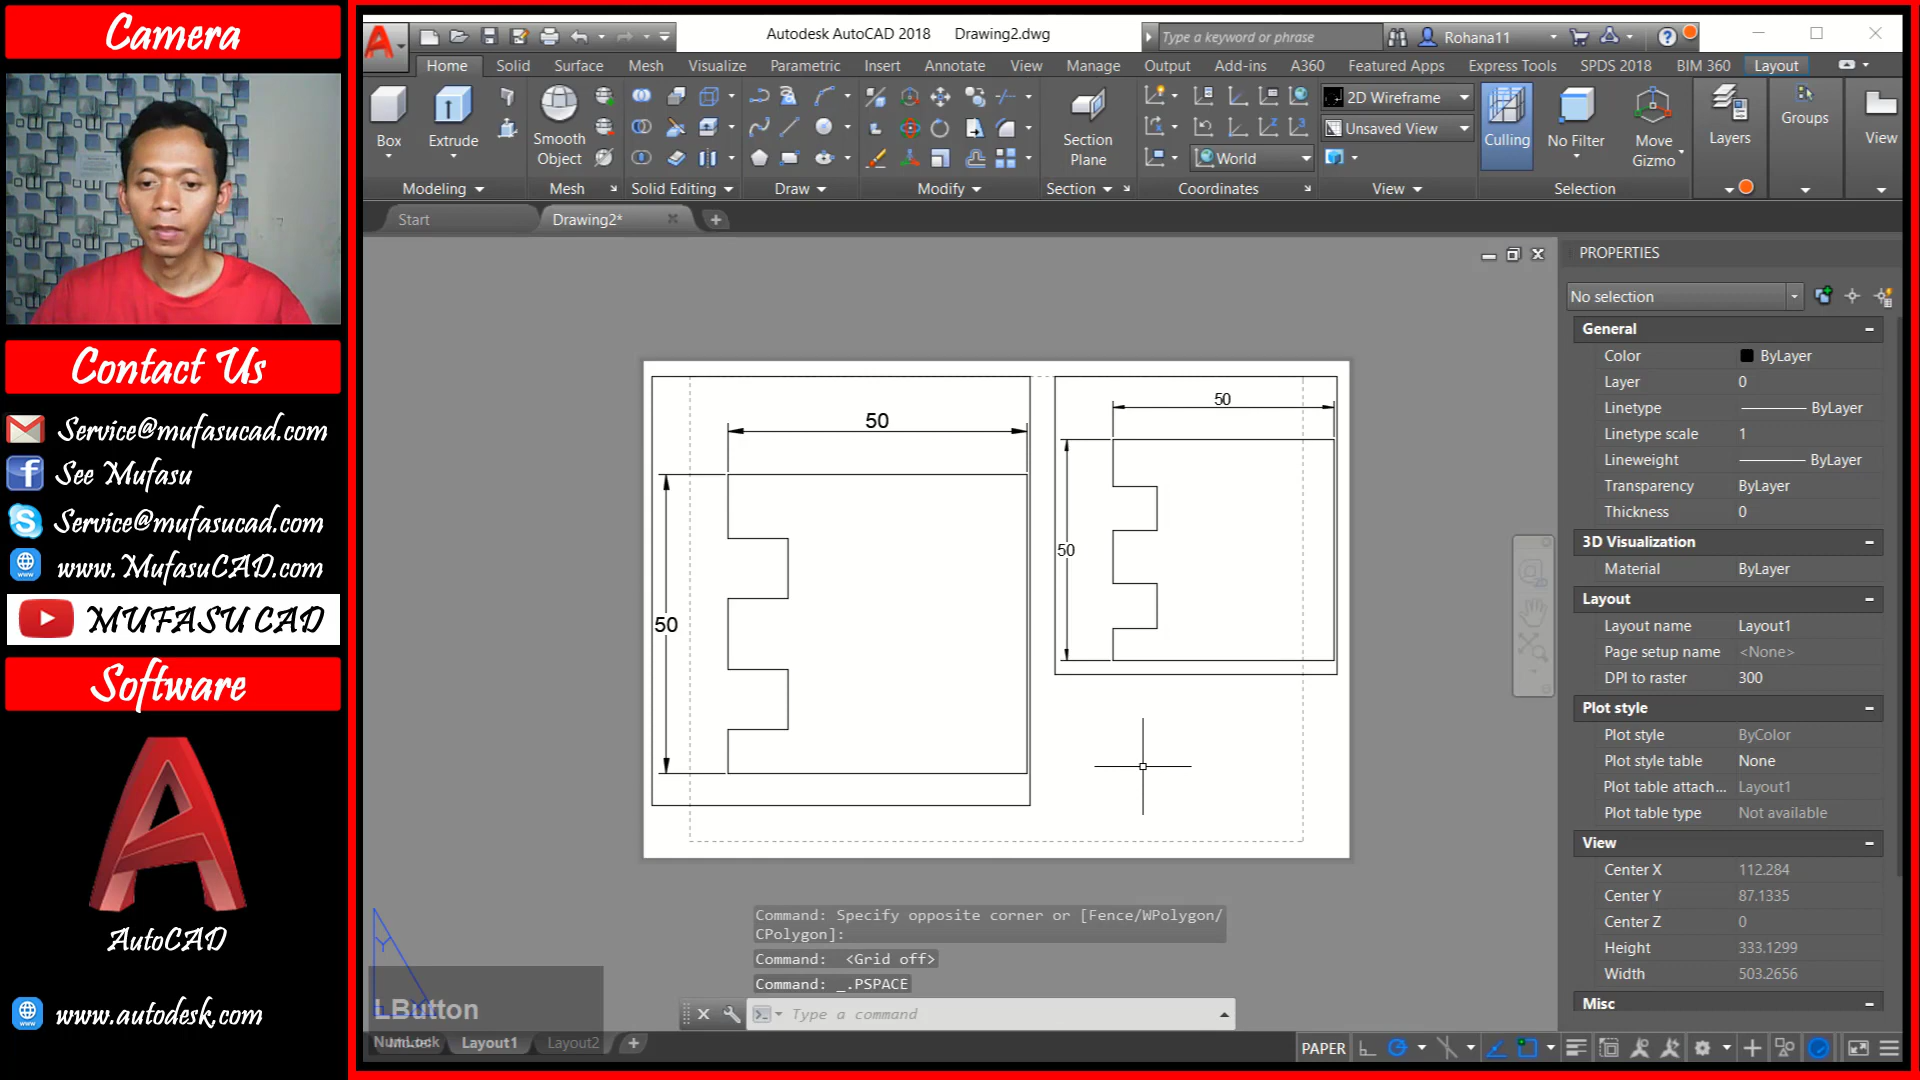 Camera
Contact Us
Service@mufasucad.com
See Mufasu
Service@mufasucad.com
www.MufasuCAD.com
MUFASU CAD
Software
AutoCAD
www.autodesk.com
Autodesk AutoCAD 2018 Drawing2.dwg
Type a keyword or phrase
Rohana11
Home Solid Surface Mesh Visualize Parametric Insert Annotate View Manage Output Add-ins A360 Featured Apps Express Tools SPDS 2018 BIM 360 Layout
Box
Extrude
Smooth
Object
Section
Plane
2D Wireframe
Unsaved View
World
Culling
No Filter
Move
Gizmo
Layers
Groups
View
Modeling Mesh Solid Editing Draw Modify Section Coordinates View Selection
Start
Drawing2*
50
50
50
50
PROPERTIES
No selection
General
Color ByLayer
Layer 0
Linetype ByLayer
Linetype scale 1
Lineweight ByLayer
Transparency ByLayer
Thickness 0
3D Visualization
Material ByLayer
Layout
Layout name Layout1
Page setup name <None>
DPI to raster 300
Plot style
Plot style ByColor
Plot style table None
Plot table attach... Layout1
Plot table type Not available
View
Center X 112.284
Center Y 87.1335
Center Z 0
Height 333.1299
Width 503.2656
Misc
Command: Specify opposite corner or [Fence/WPolygon/
CPolygon]:
Command: <Grid off>
Command: _.PSPACE
Type a command
Y
LButton
Layout1
Layout2
PAPER